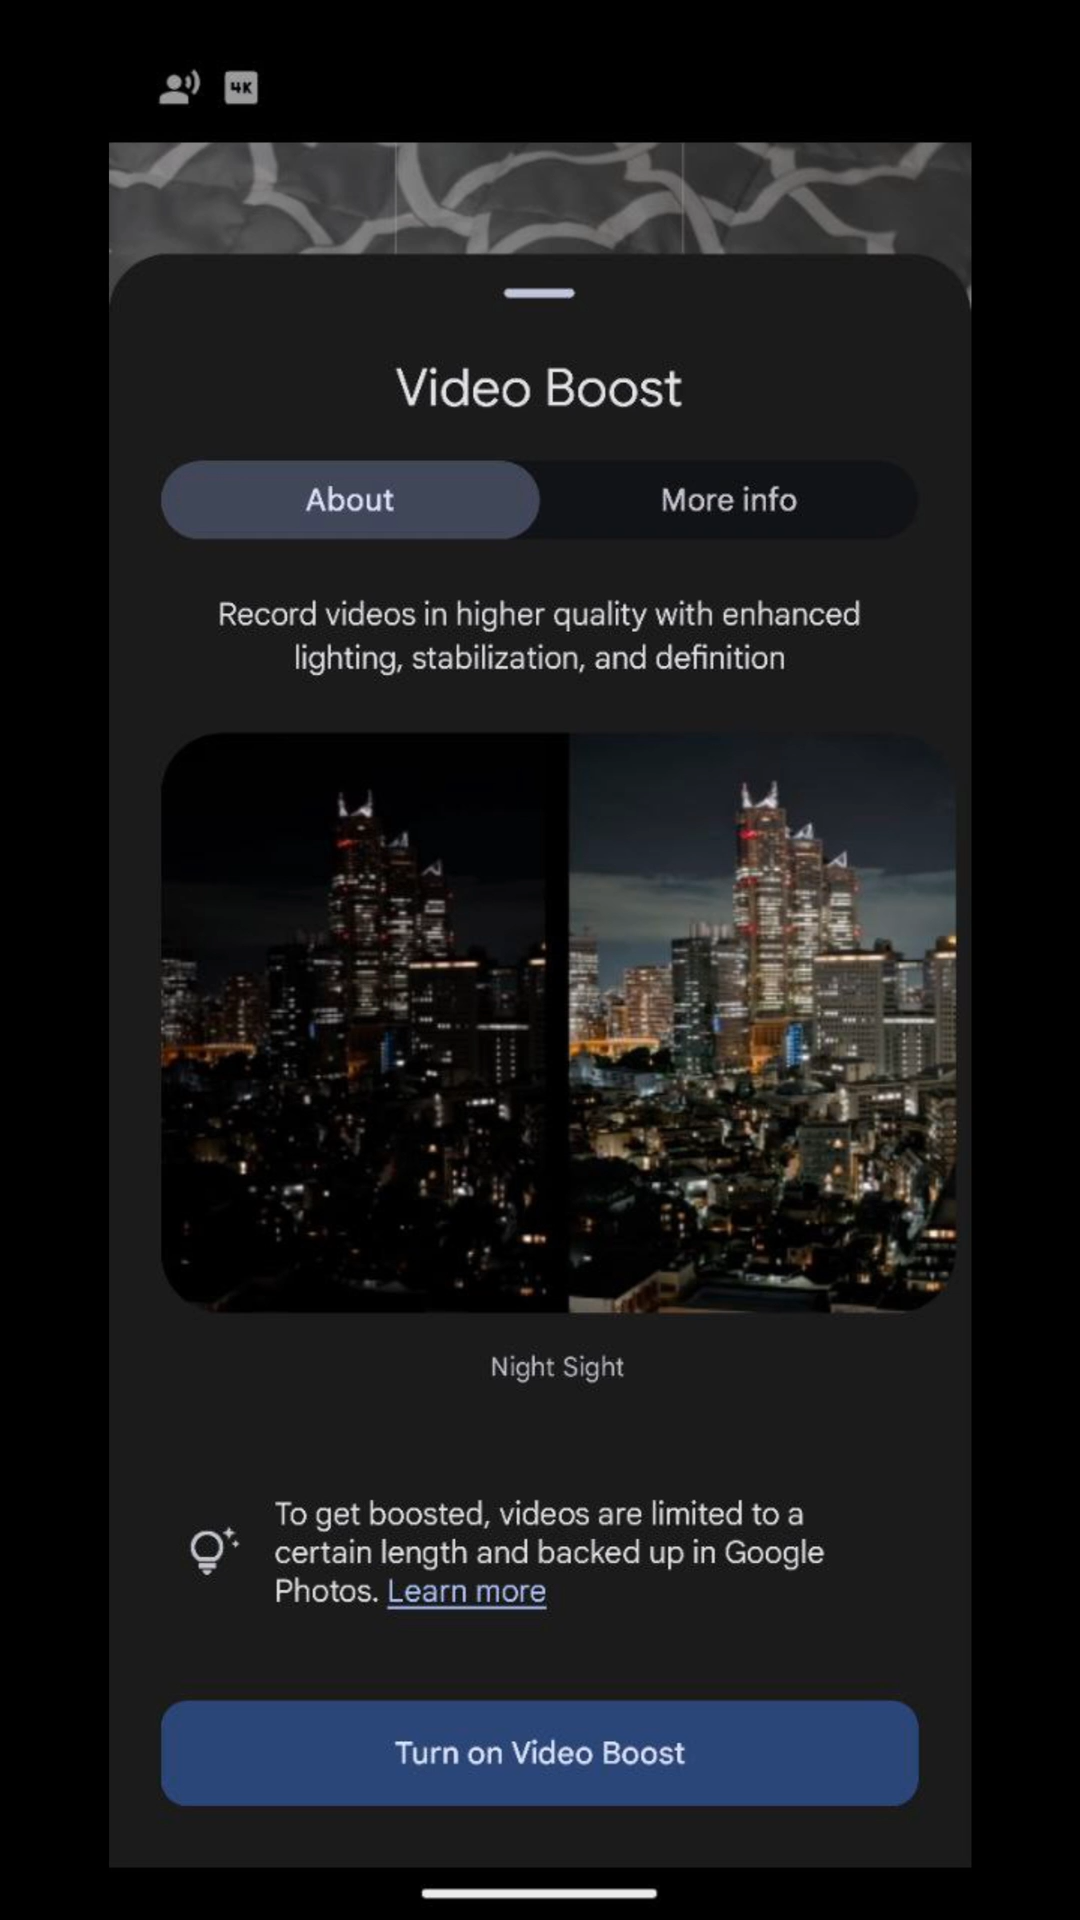 4K
Video Boost
About
More info
Record videos in higher quality with enhanced
lighting, stabilization, and definition
Night Sight
To get boosted, videos are limited to a
certain length and backed up in Google
Photos. Learn more
Turn on Video Boost